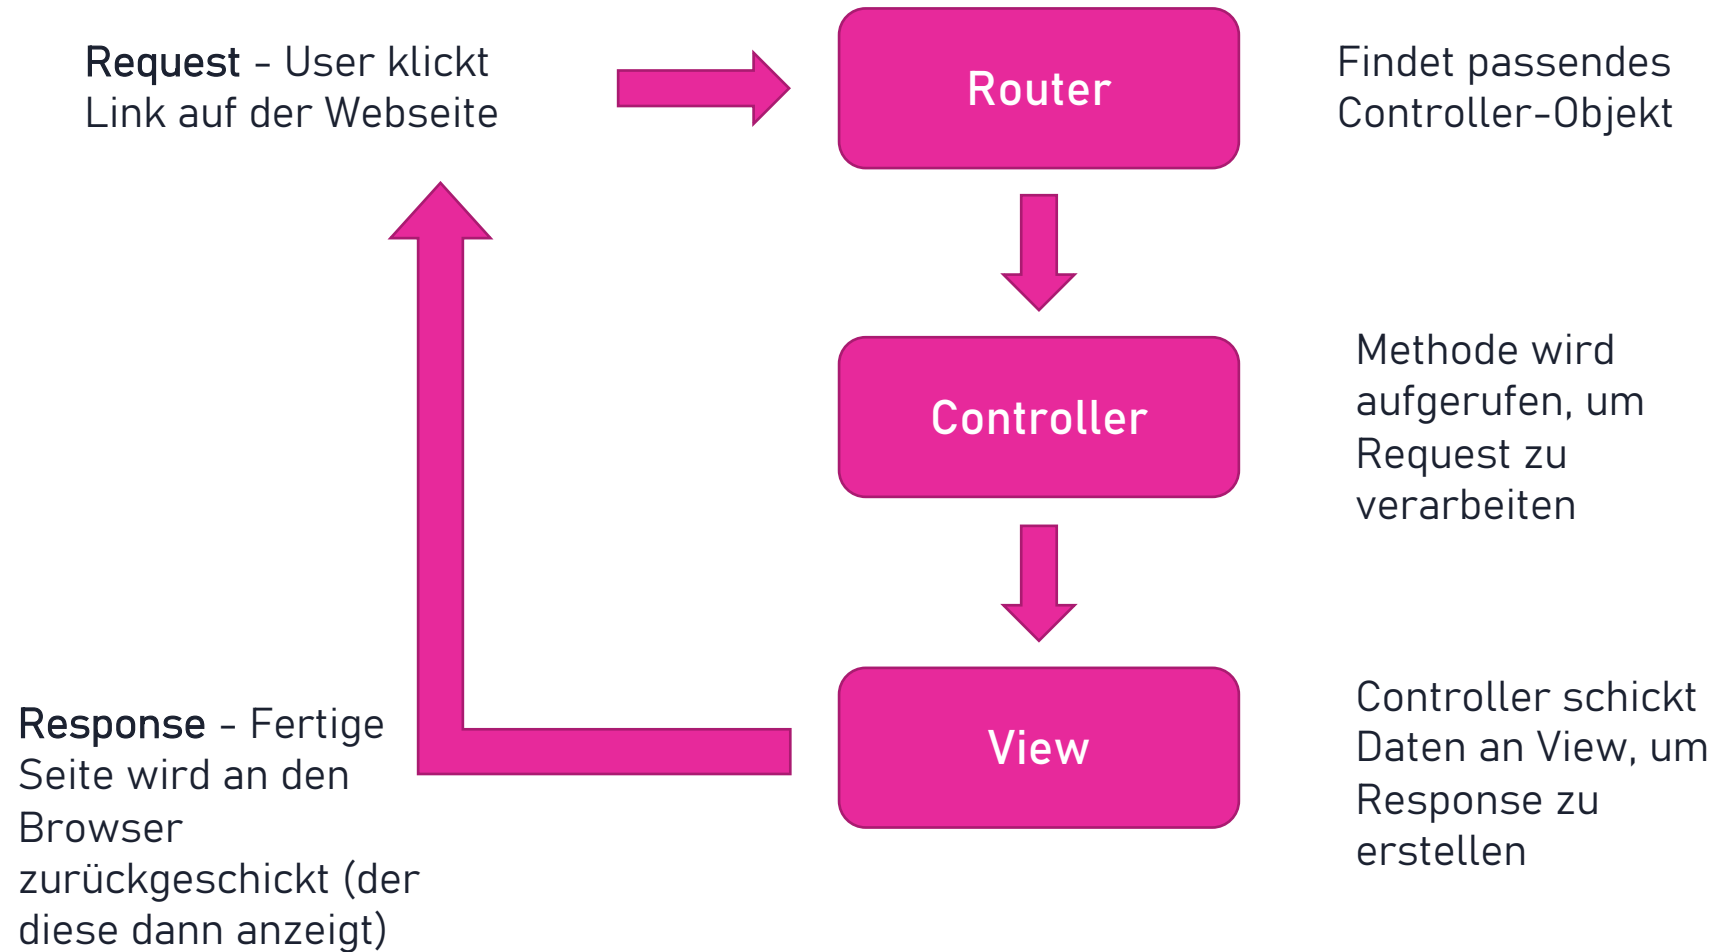 Request - User klickt
Link auf der Webseite
Router
Findet passendes
Controller-Objekt
Controller
Methode wird
aufgerufen, um
Request zu
verarbeiten
View
Controller schickt
Daten an View, um
Response zu
erstellen
Response - Fertige
Seite wird an den
Browser
zurückgeschickt (der
diese dann anzeigt)